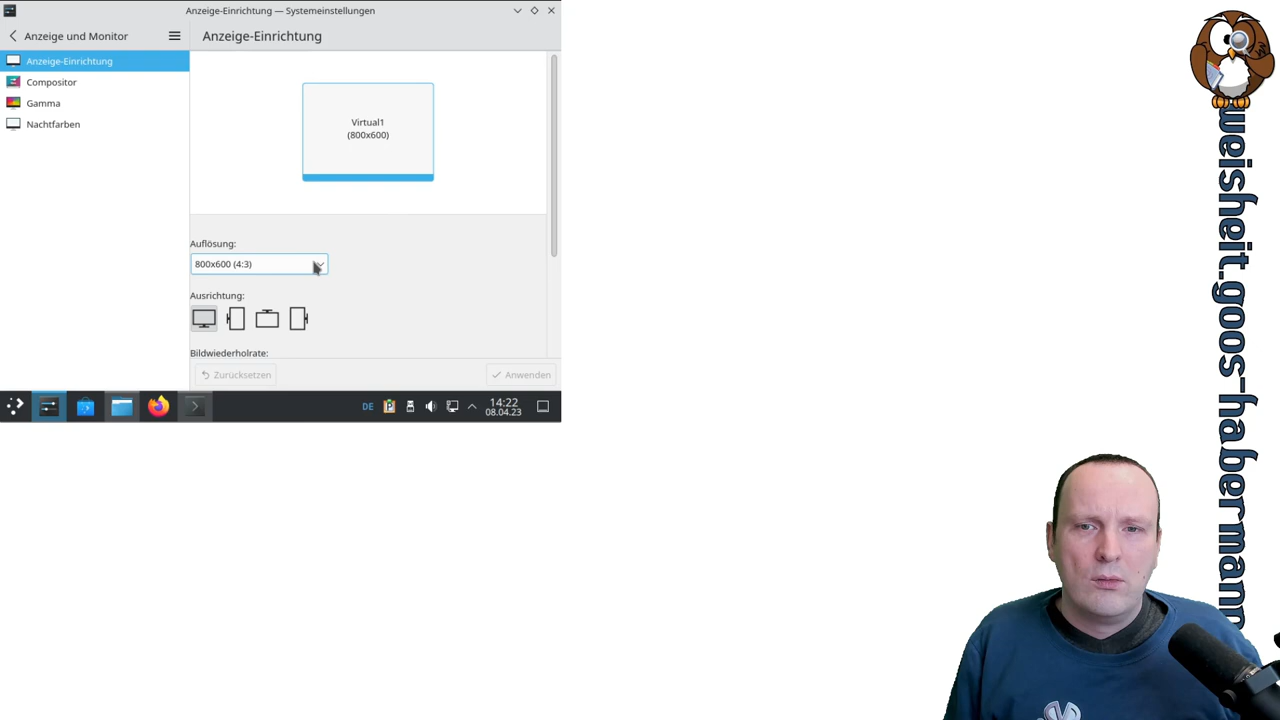 Anzeige-Einrichtung — Systemeinstellungen
Anzeige und Monitor
Anzeige-Einrichtung
Anzeige-Einrichtung
Compositor
Gamma
Nachtfarben
Virtual1
(800x600)
Auflösung:
800x600 (4:3)
Ausrichtung:
Bildwiederholrate:
Zurücksetzen
Anwenden
DE
14:22
08.04.23
weisheit.goos-habermann